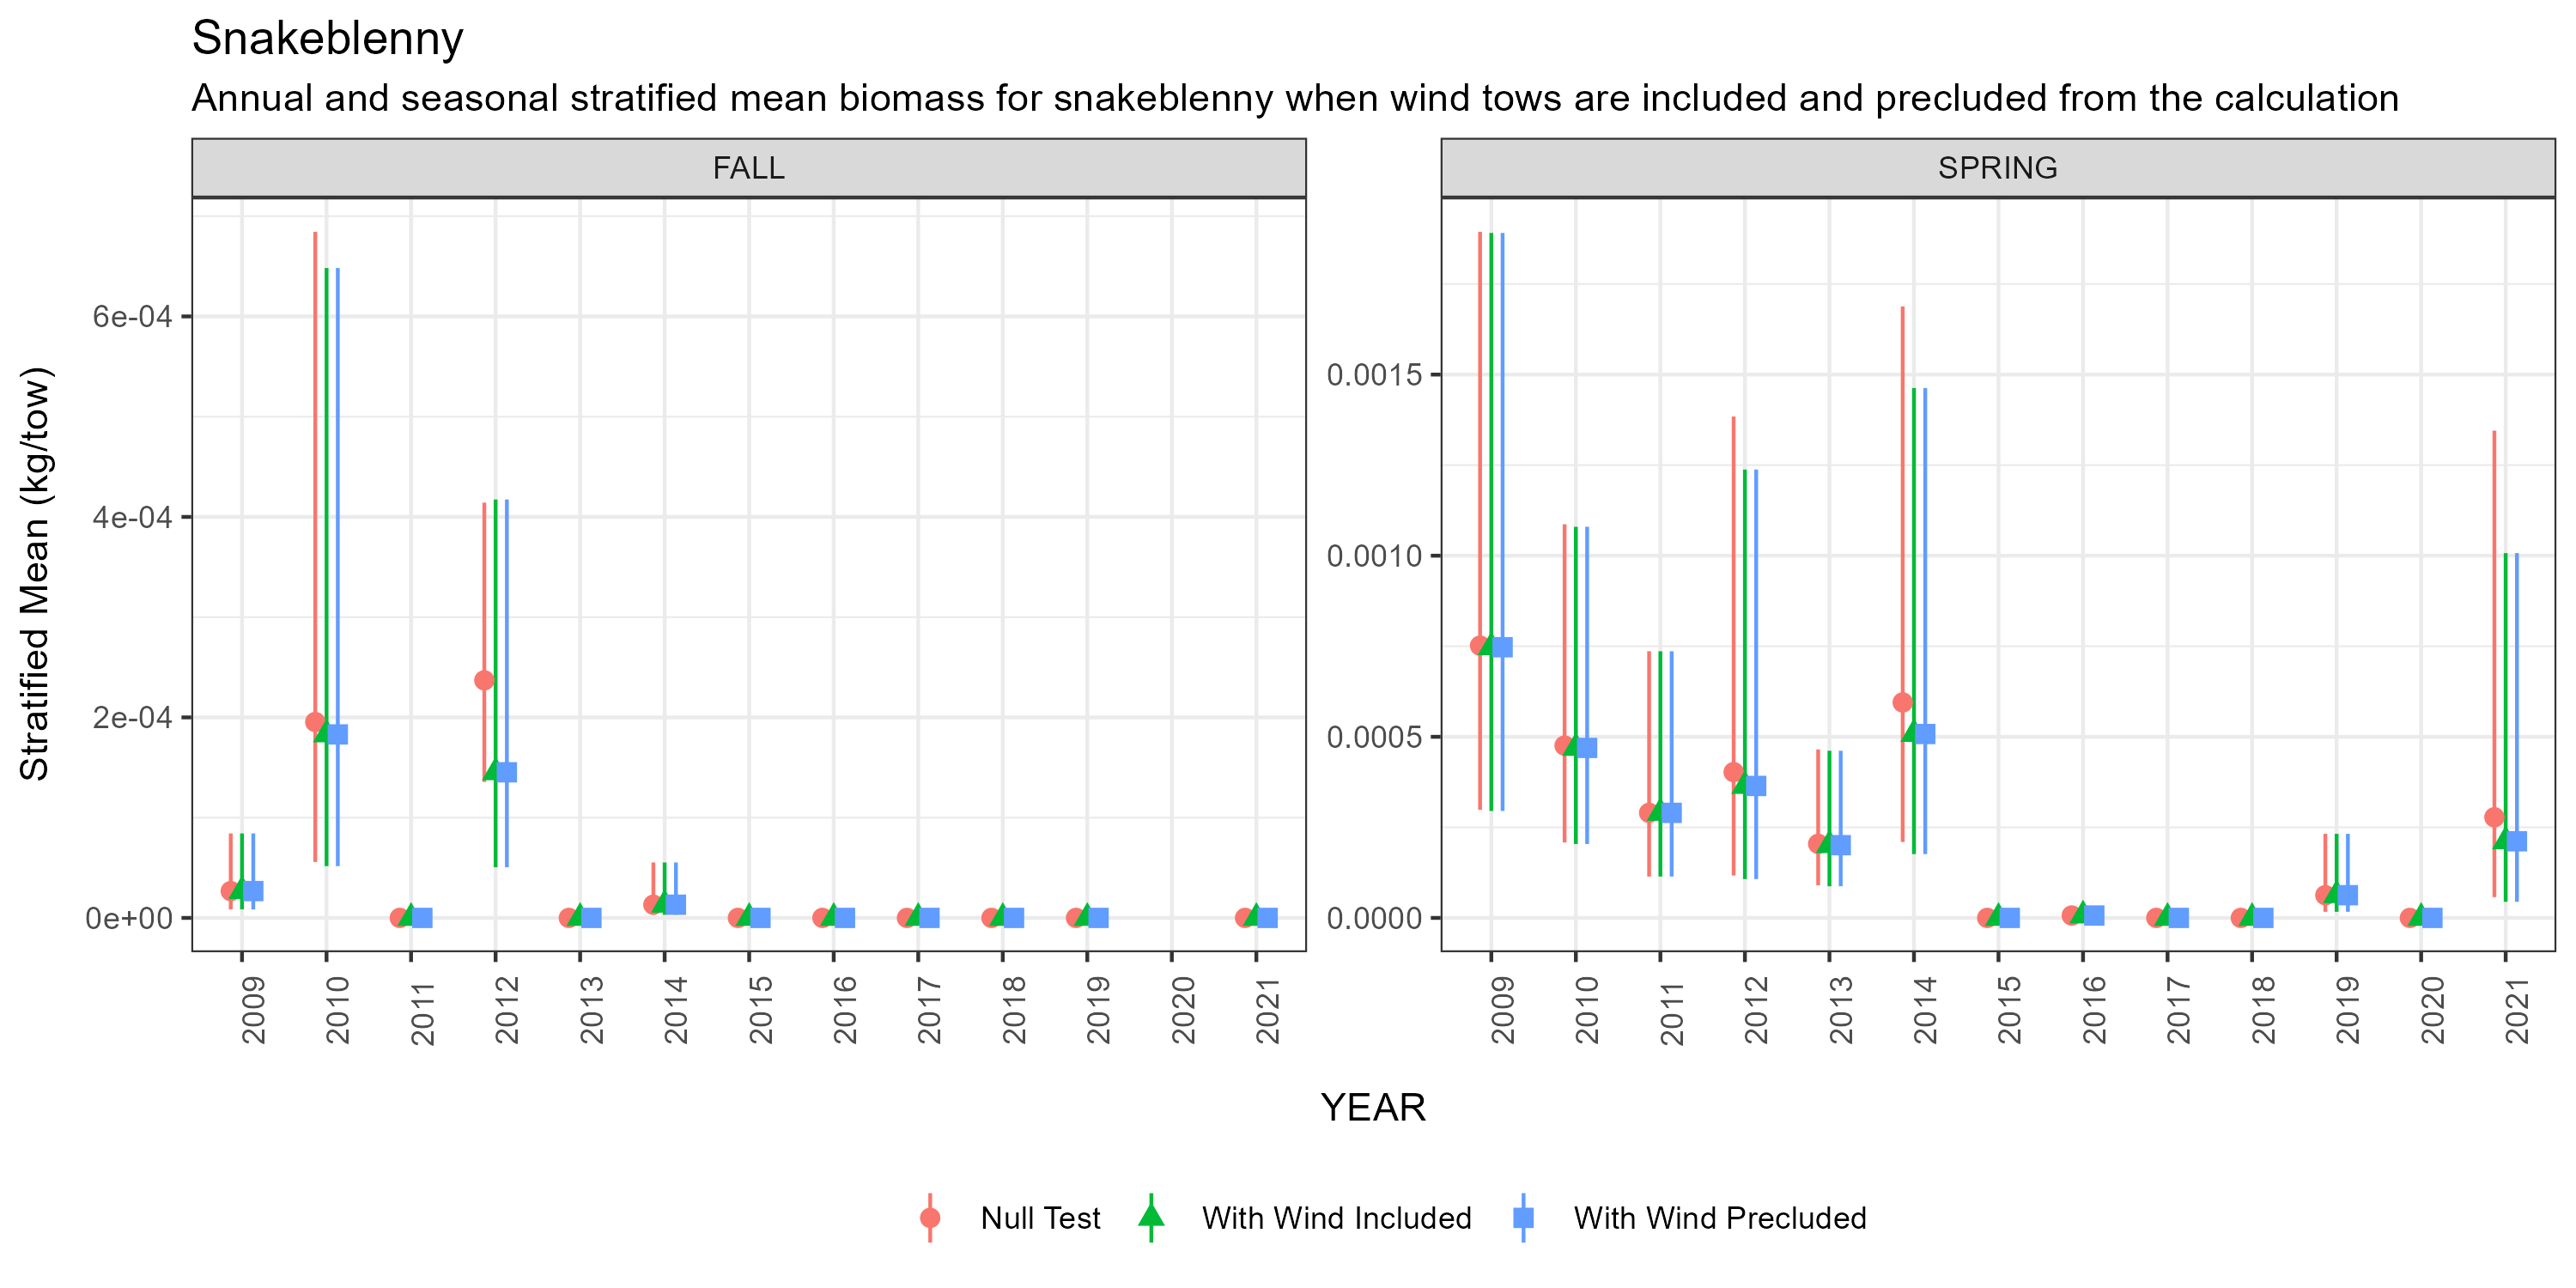 Snakeblenny
Annual and seasonal stratified mean biomass for snakeblenny when wind tows are included and precluded from the calculation
FALL
SPRING
Stratified Mean (kg/tow)
6e-04
4e-04
2e-04
0e+00
0.0015
0.0010
0.0005
0.0000
2009 2010 2011 2012 2013 2014 2015 2016 2017 2018 2019 2020 2021
2009 2010 2011 2012 2013 2014 2015 2016 2017 2018 2019 2020 2021
YEAR
Null Test With Wind Included With Wind Precluded